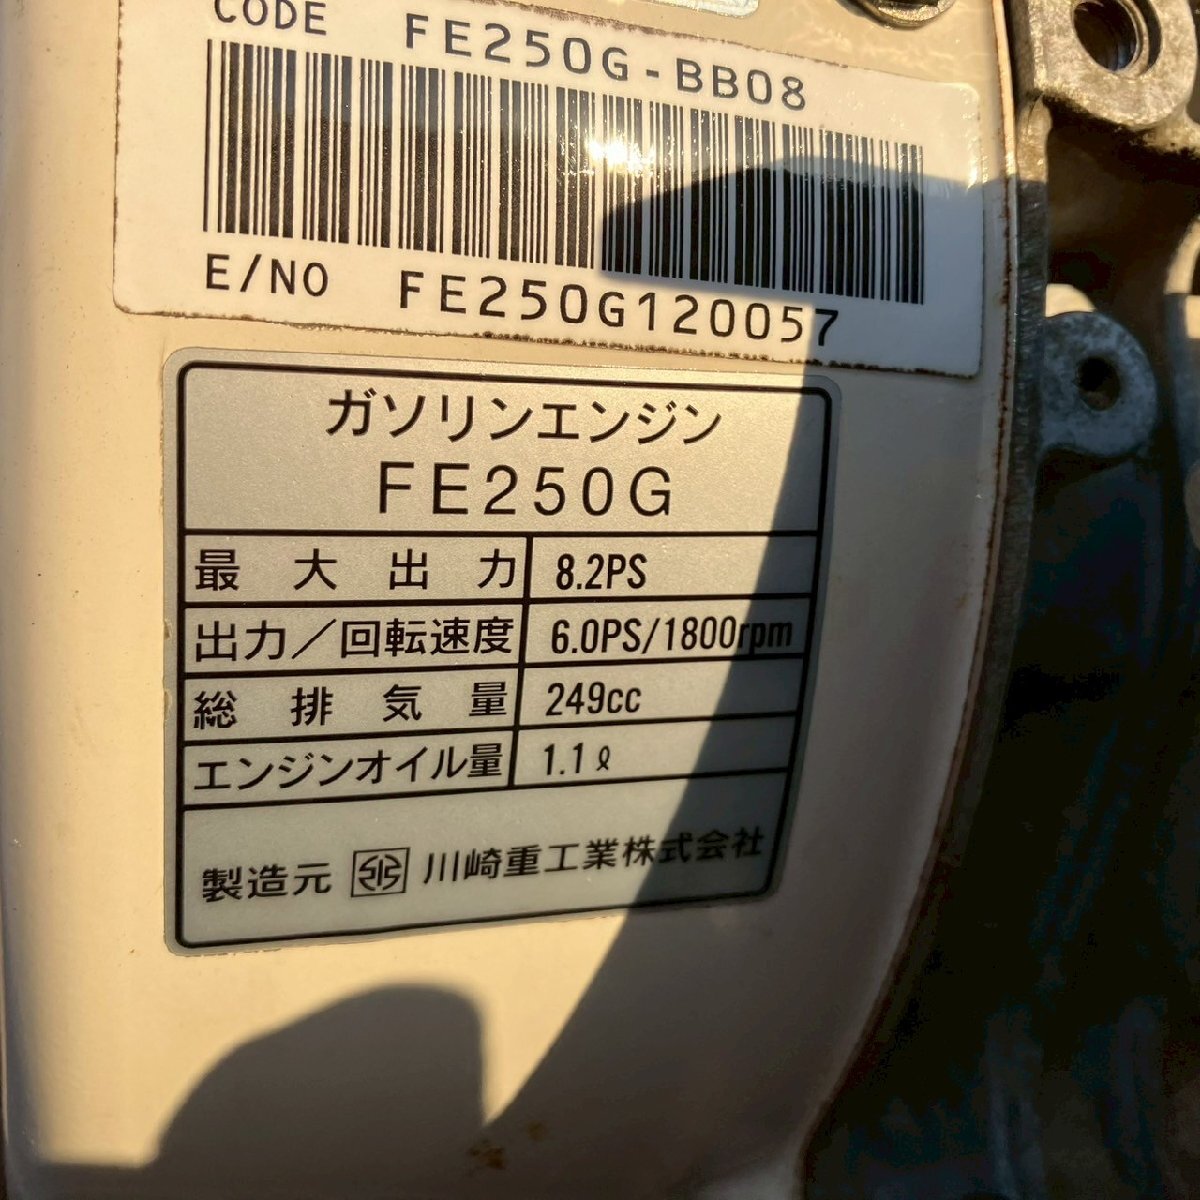 CODE FE250G-BB08
E/NO FE250G120057
ガソリンエンジン
FE250G
最大出力 8.2PS
出力/回転速度 6.0PS/1800rpm
総排気量 249cc
エンジンオイル量 1.1ℓ
製造元 川崎重工業株式会社